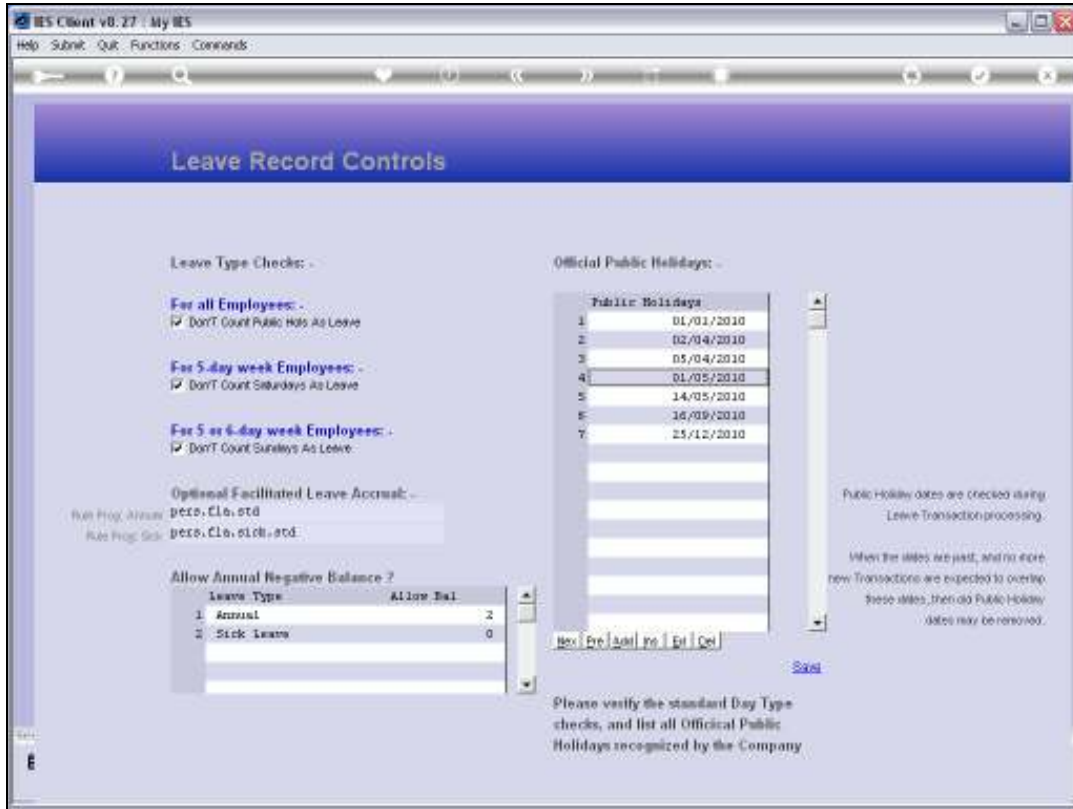 IES Client v8.27 : My IES
Help Submit Quit Functions Commands
Leave Record Controls
Leave Type Checks: -
For all Employees: -
Don'T Count Public Hols As Leave
For 5-day week Employees: -
Don'T Count Saturdays As Leave
For 5 or 6-day week Employees: -
Don'T Count Sundays As Leave
Optional Facilitated Leave Accrual: -
Rule Prog: Annual pers.fla.std
Rule Prog: Sick pers.fla.sick.std
Allow Annual Negative Balance ?
Leave Type Allow Bal
1 Annual 2
2 Sick Leave 0
Official Public Holidays: -
Public Holidays
1 01/01/2010
2 02/04/2010
3 05/04/2010
4 01/05/2010
5 14/05/2010
6 16/09/2010
7 25/12/2010
Nex Pre Add Ins Del
Save
Please verify the standard Day Type
checks, and list all Officical Public
Holidays recognized by the Company
Public Holiday dates are checked during
Leave Transaction processing.
When the dates are past, and no more
new Transactions are expected to overlap
these dates, then old Public Holiday
dates may be removed.